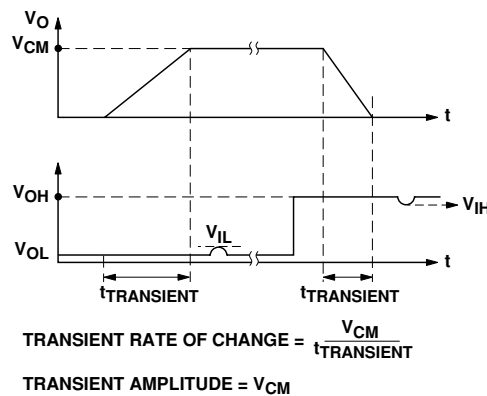 VO
VCM
t
VOH
VIH
VIL
VOL
t
tTRANSIENT
tTRANSIENT
TRANSIENT RATE OF CHANGE = VCM / tTRANSIENT
TRANSIENT AMPLITUDE = VCM